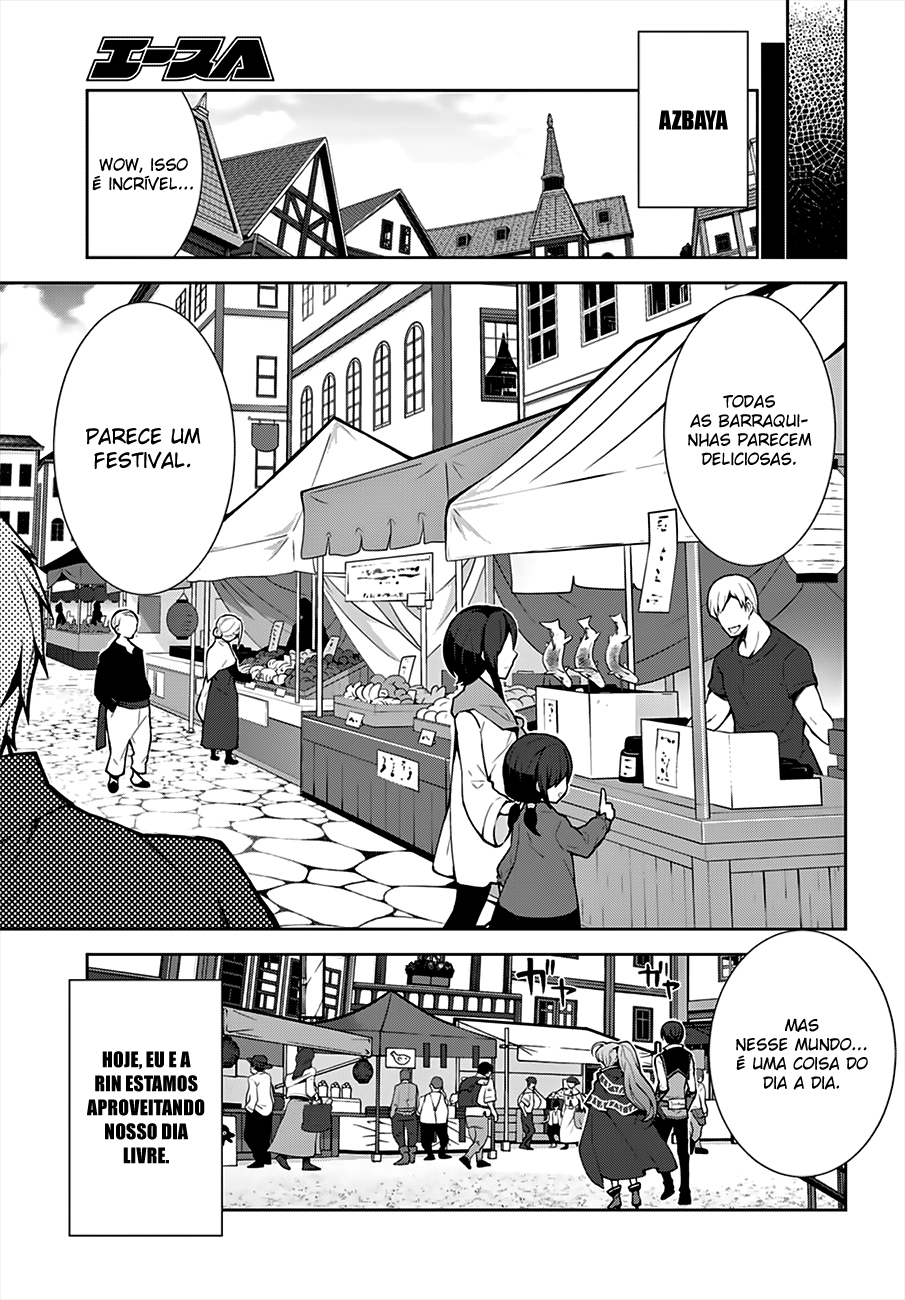 エースA
AZBAYA
WOW, ISSO
É INCRÍVEL...
TODAS
AS BARRAQUI-
NHAS PARECEM
DELICIOSAS.
PARECE UM
FESTIVAL.
MAS
NESSE MUNDO...
É UMA COISA DO
DIA A DIA.
ガヤ
ガヤ
HOJE, EU E A
RIN ESTAMOS
APROVEITANDO
NOSSO DIA
LIVRE.